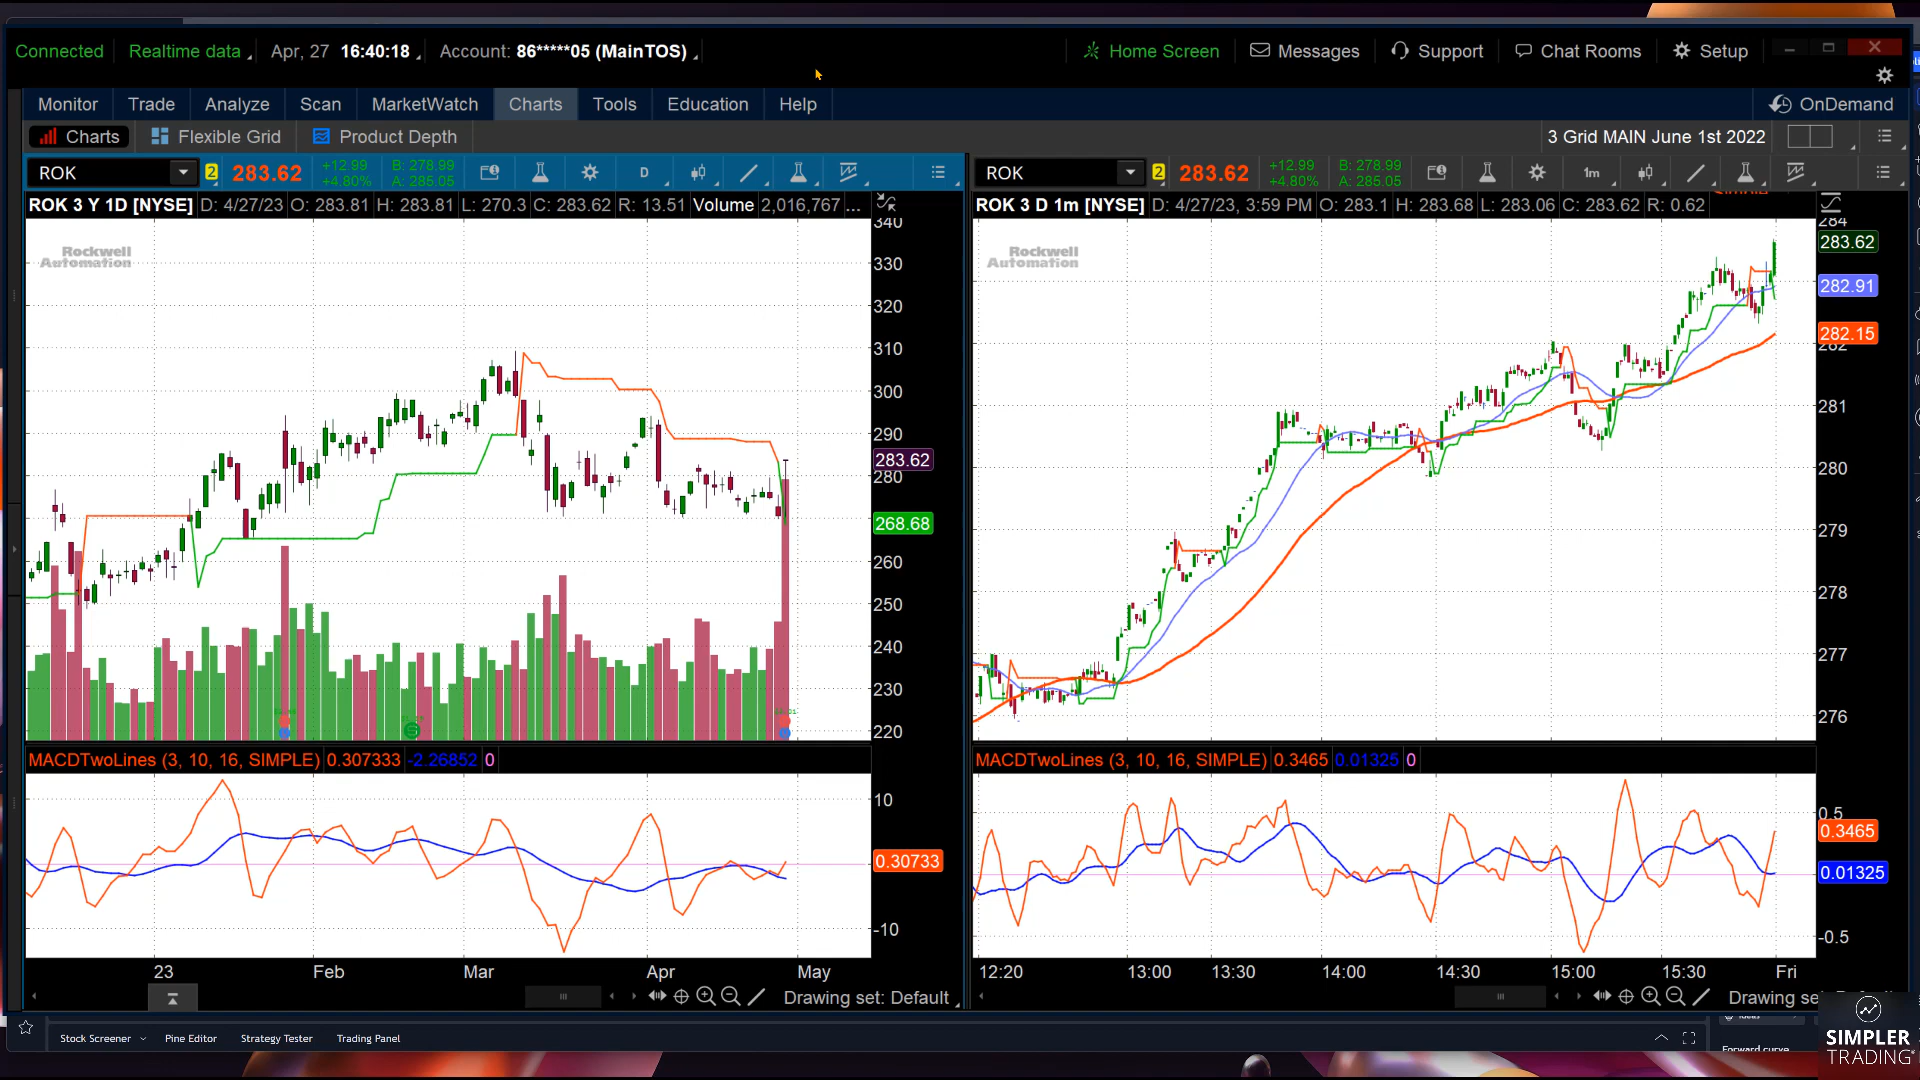 Connected Realtime data Apr, 27 16:40:18 Account: 86*****05 (MainTOS) Home Screen Messages Support Chat Rooms Setup
Monitor Trade Analyze Scan MarketWatch Charts Tools Education Help OnDemand
Charts Flexible Grid Product Depth 3 Grid MAIN June 1st 2022
ROK 2 283.62 +12.99 +4.80% B: 278.99 A: 285.05 D
ROK 2 283.62 +12.99 +4.80% B: 278.99 A: 285.05 1m
ROK 3 Y 1D [NYSE] D: 4/27/23 O: 283.81 H: 283.81 L: 270.3 C: 283.62 R: 13.51 Volume 2,016,767 ...
ROK 3 D 1m [NYSE] D: 4/27/23, 3:59 PM O: 283.1 H: 283.68 L: 283.06 C: 283.62 R: 0.62
Rockwell
Automation
340
330
320
310
300
290
283.62
280
268.68
260
250
240
230
220
Rockwell
Automation
284
283.62
282.91
282.15
282
281
280
279
278
277
276
MACDTwoLines (3, 10, 16, SIMPLE) 0.307333 -2.26852 0
10
0.30733
-10
23 Feb Mar Apr May
MACDTwoLines (3, 10, 16, SIMPLE) 0.3465 0.01325 0
0.5
0.3465
0.01325
-0.5
12:20 13:00 13:30 14:00 14:30 15:00 15:30 Fri
Drawing set: Default
Drawing se
Stock Screener Pine Editor Strategy Tester Trading Panel
Forward curve
SIMPLER
TRADING